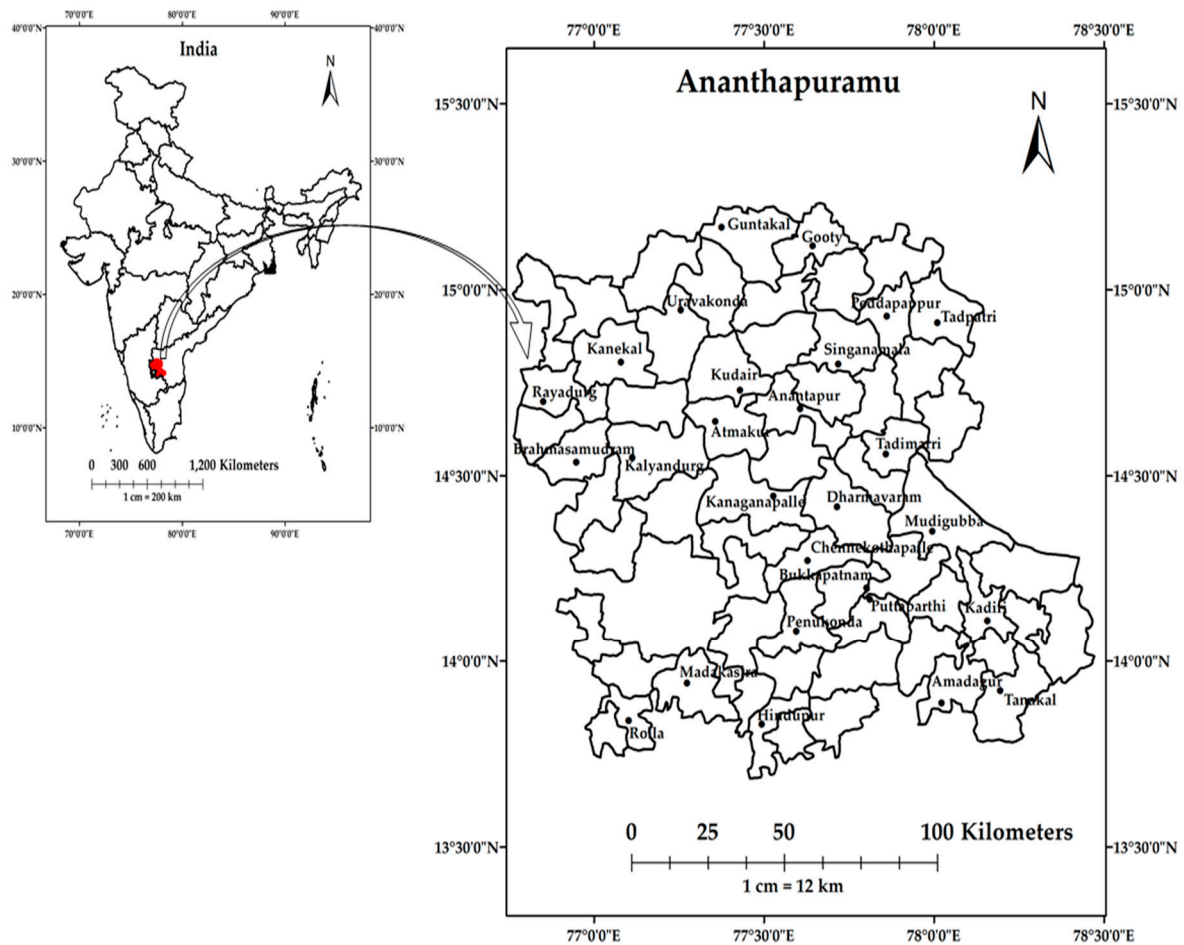 70°0'0"E 80°0'0"E 90°0'0"E
40°0'0"N 40°0'0"N
India
N
30°0'0"N 30°0'0"N
20°0'0"N 20°0'0"N
10°0'0"N 10°0'0"N
0 300 600 1,200 Kilometers
1 cm = 200 km
70°0'0"E 80°0'0"E 90°0'0"E
77°0'0"E 77°30'0"E 78°0'0"E 78°30'0"E
Ananthapuramu
15°30'0"N 15°30'0"N
N
Guntakal
Gooty
15°0'0"N 15°0'0"N
Uravakonda
Peddapappur
Tadpatri
Kanekal
Singanamala
Kudair
Rayadurg
Anantapur
Atmakur
Tadimarri
Brahmasamudram
Kalyandurg
14°30'0"N 14°30'0"N
Kanaganapalle
Dharmavaram
Mudigubba
Chennekothapalle
Bukkapatnam
Puttaparthi
Kadiri
Penukonda
14°0'0"N 14°0'0"N
Madakasira
Amadagur
Tanakal
Hindupur
Rolla
0 25 50 100 Kilometers
13°30'0"N 13°30'0"N
1 cm = 12 km
77°0'0"E 77°30'0"E 78°0'0"E 78°30'0"E